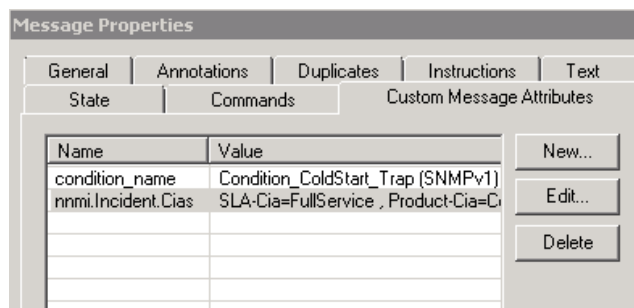 Message Properties
General Annotations Duplicates Instructions Text
State Commands Custom Message Attributes
Name Value New...
condition_name Condition_ColdStart_Trap (SNMPv1)
nnmi.Incident.Cias SLA-Cia=FullService , Product-Cia= Edit...
Delete